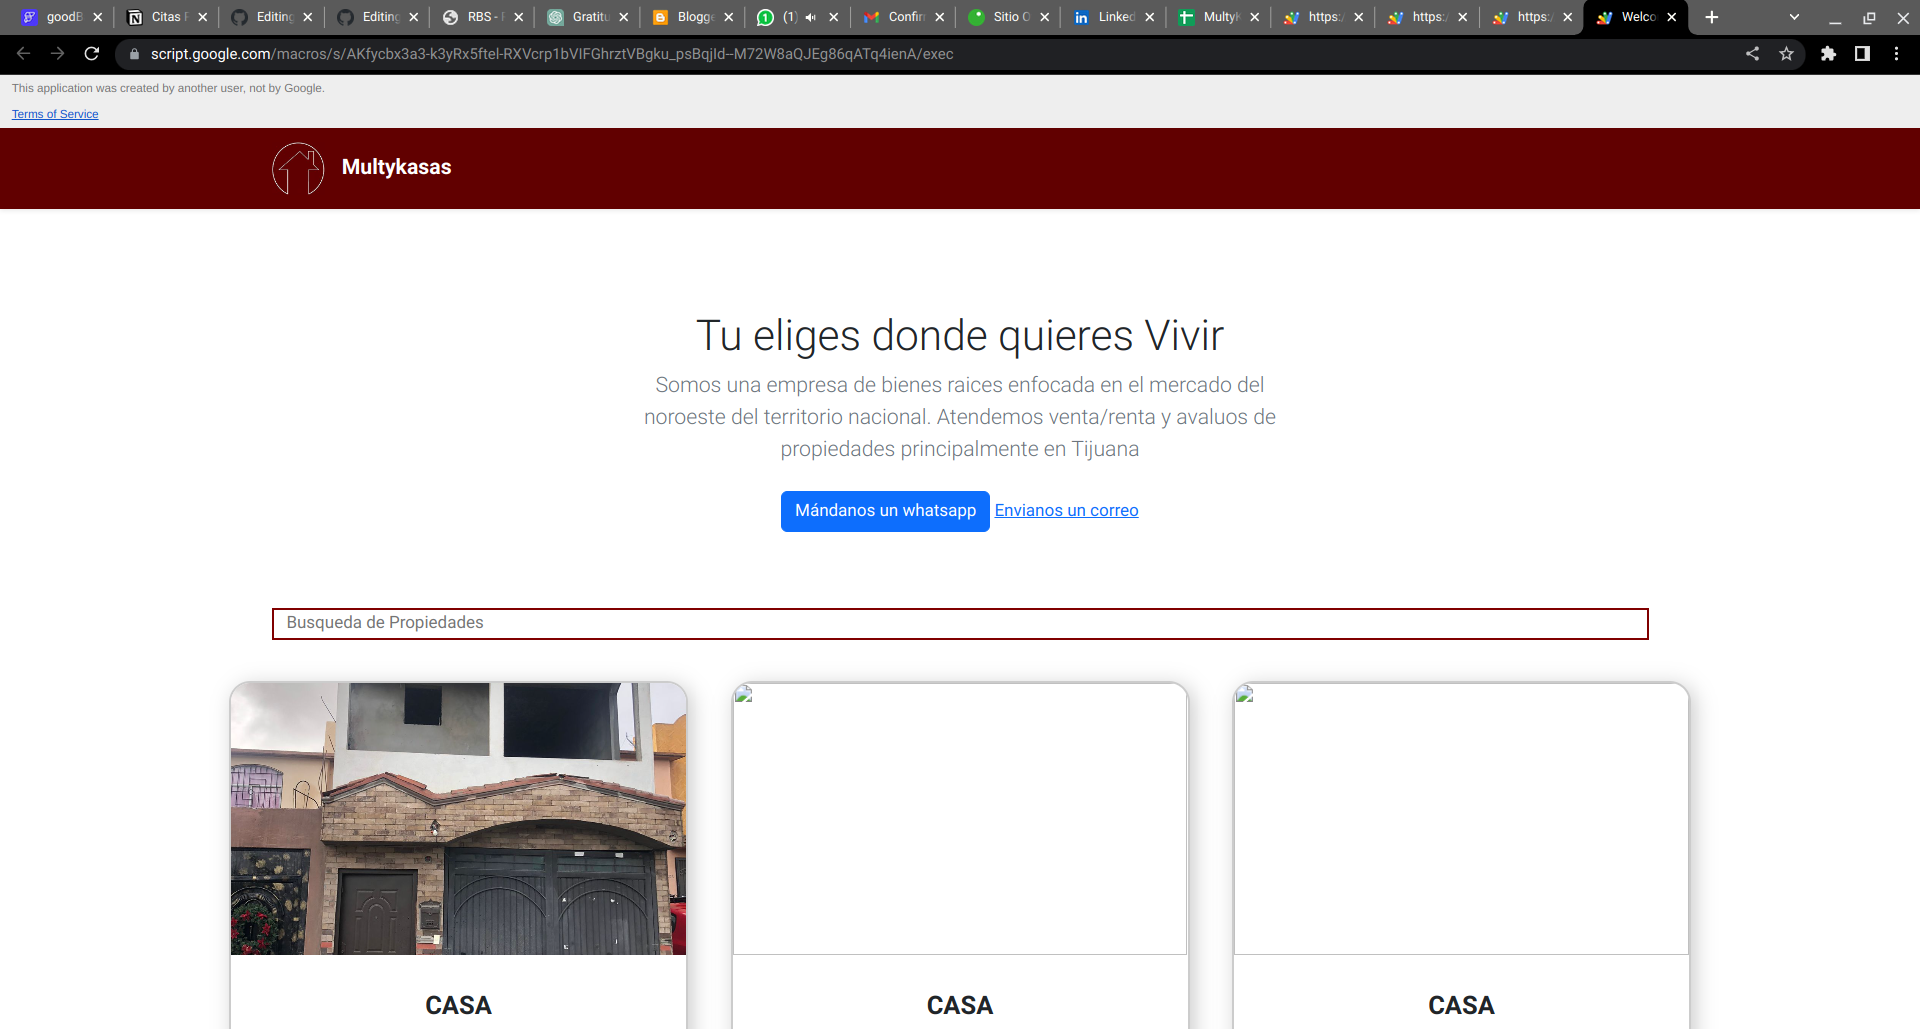 goodB
Citas F
Editing
Editing
RBS - F
Gratitu
Blogge
(1)
Confir
Sitio O
Linked
MultyK
https:/
https:/
https:/
Welco
script.google.com/macros/s/AKfycbx3a3-k3yRx5ftel-RXVcrp1bVIFGhrztVBgku_psBqjId--M72W8aQJEg86qATq4ienA/exec
This application was created by another user, not by Google.
Terms of Service
Multykasas
Tu eliges donde quieres Vivir
Somos una empresa de bienes raices enfocada en el mercado del
noroeste del territorio nacional. Atendemos venta/renta y avaluos de
propiedades principalmente en Tijuana
Mándanos un whatsapp Envianos un correo
Busqueda de Propiedades
CASA
CASA
CASA